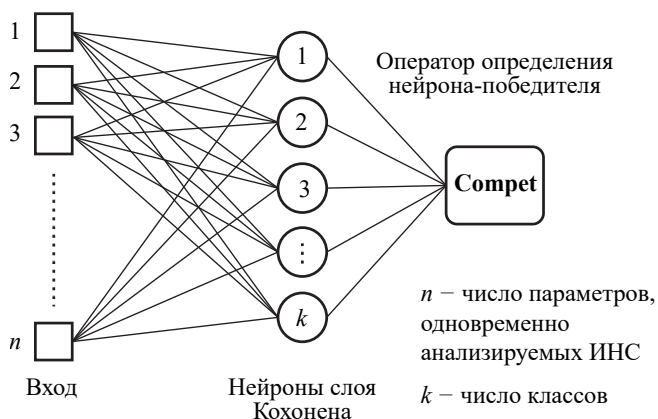 1
2
3
n
Вход
1
2
3
⋮
k
Нейроны слоя
Кохонена
Оператор определения
нейрона-победителя
Compet
n − число параметров,
одновременно
анализируемых ИНС
k − число классов